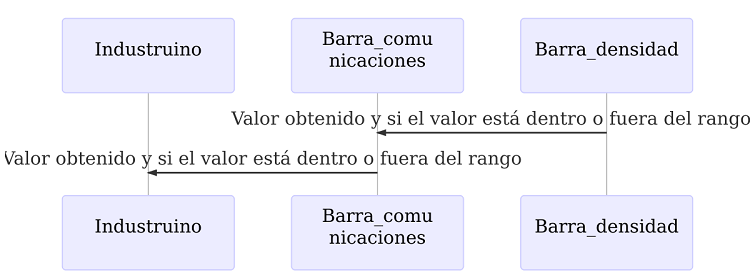 Industruino
Barra_comu
nicaciones
Barra_densidad
Valor obtenido y si el valor está dentro o fuera del rango
Valor obtenido y si el valor está dentro o fuera del rango
Industruino
Barra_comu
nicaciones
Barra_densidad